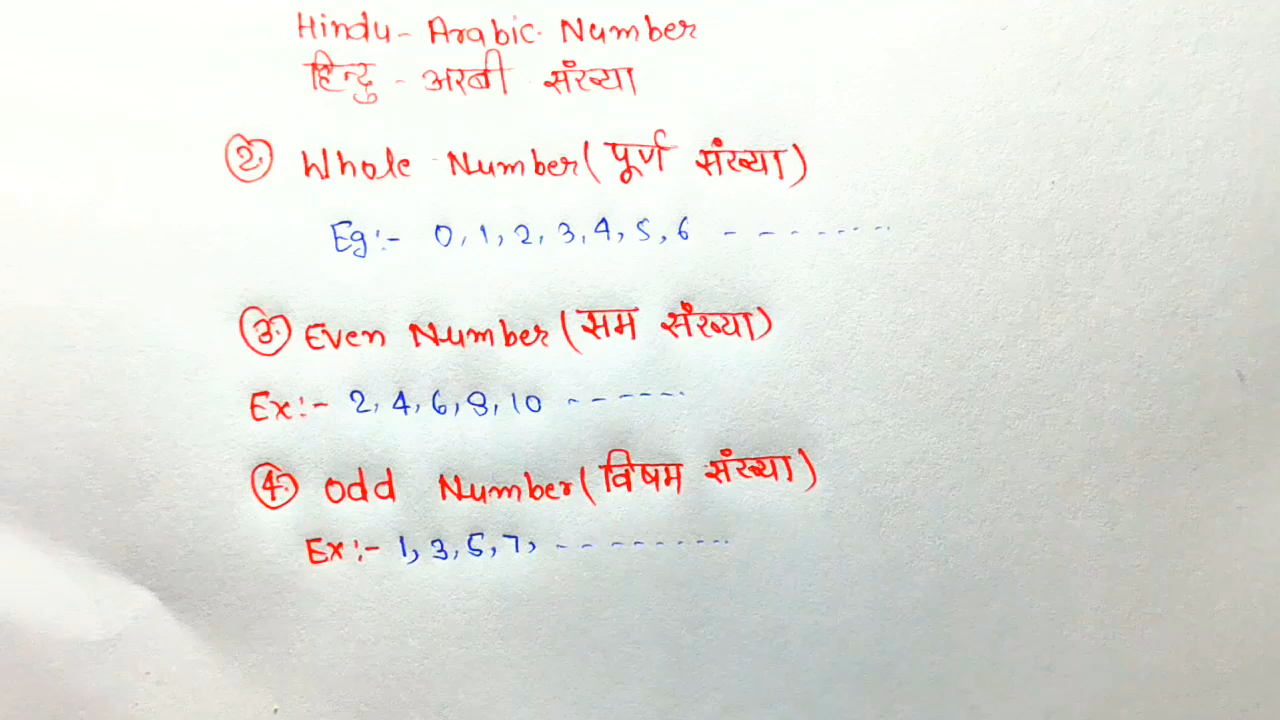 Hindu - Arabic Number
हिन्दु - अरबी संख्या
2. Whole Number (पूर्ण संख्या)
Eg:- 0, 1, 2, 3, 4, 5, 6 - - - - - - - -
3. Even Number (सम संख्या)
Ex:- 2, 4, 6, 8, 10 - - - - - -
4. Odd Number (विषम संख्या)
Ex:- 1, 3, 5, 7, - - - - - - - - - -